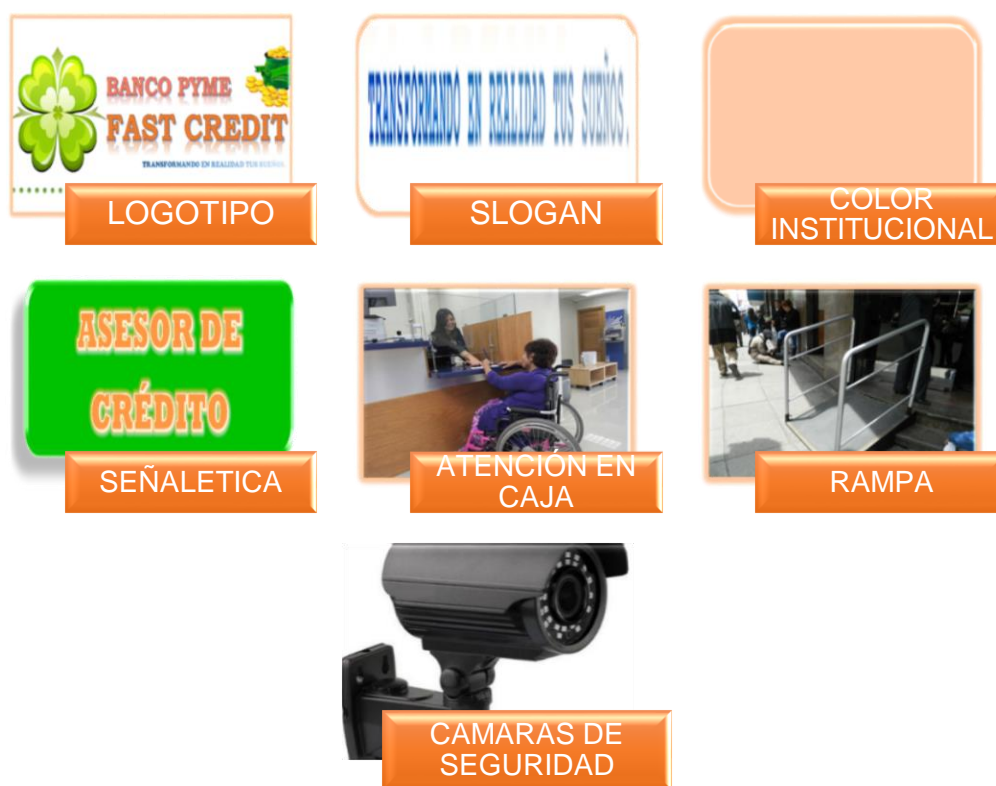 BANCO PYME
FAST CREDIT
TRANSFORMANDO EN REALIDAD TUS SUEÑOS.
LOGOTIPO
TRANSFORMANDO EN REALIDAD TUS SUEÑOS.
SLOGAN
COLOR
INSTITUCIONAL
ASESOR DE
CRÉDITO
SEÑALETICA
ATENCIÓN EN
CAJA
RAMPA
CAMARAS DE
SEGURIDAD